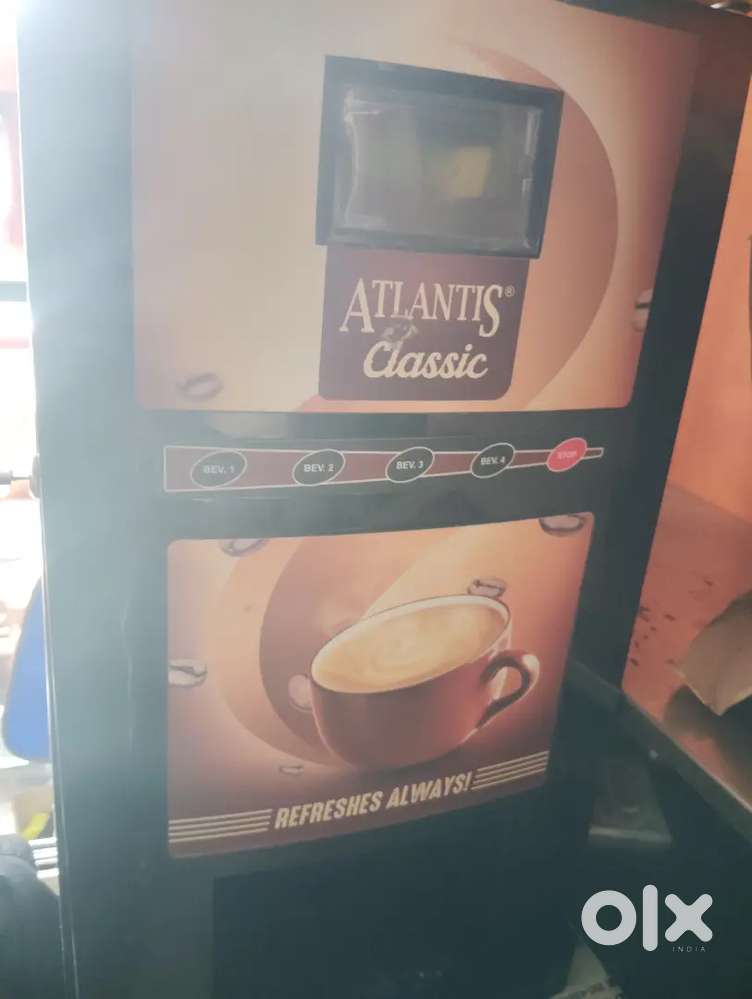 ATLANTIS®
Classic
BEV. 1
BEV. 2
BEV. 3
BEV. 4
STOP
REFRESHES ALWAYS!
olx
INDIA